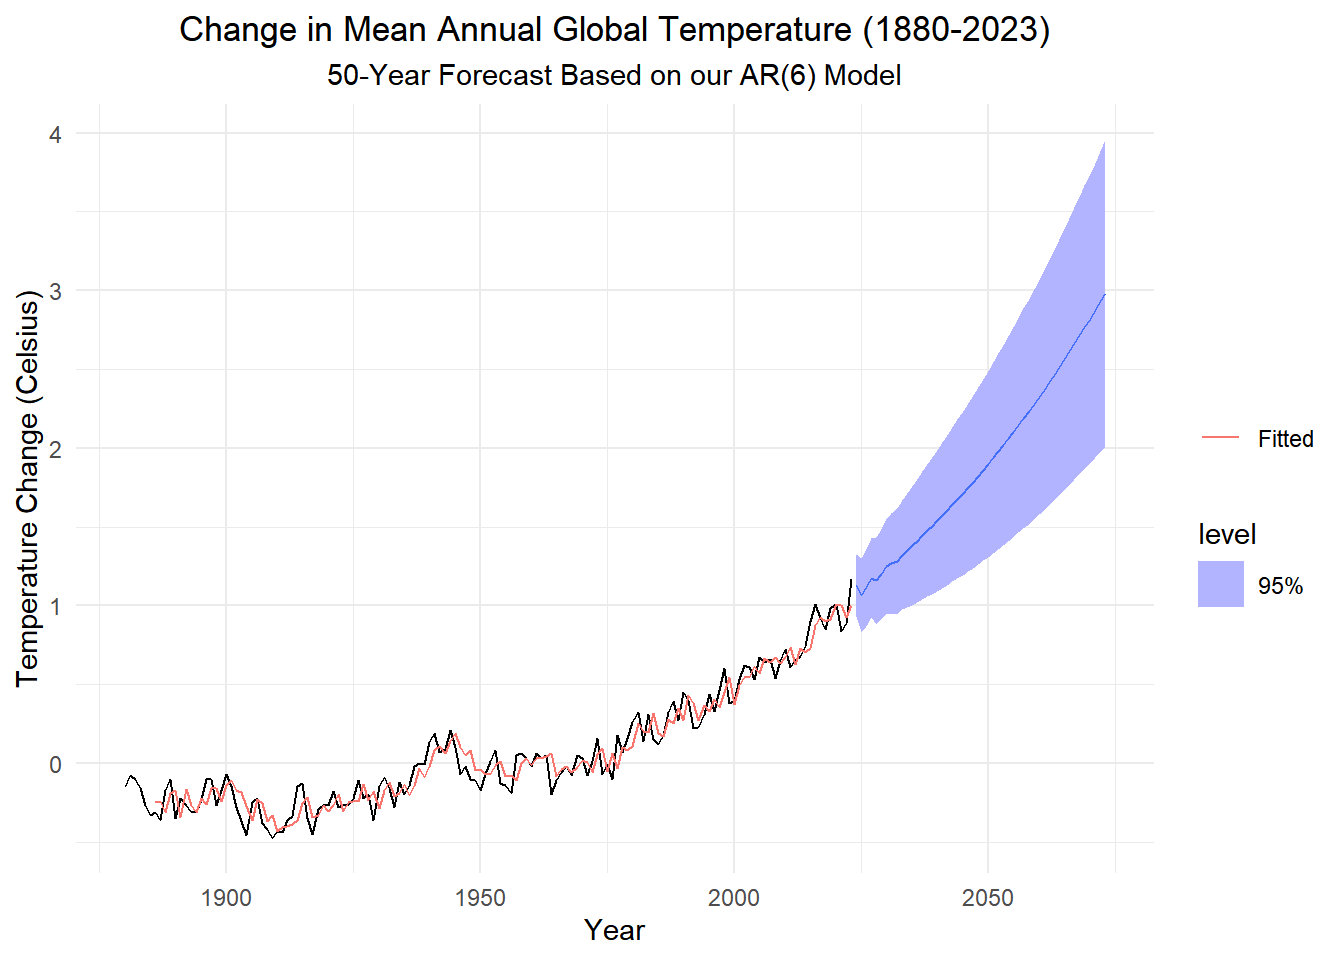 Change in Mean Annual Global Temperature (1880-2023)
50-Year Forecast Based on our AR(6) Model
Temperature Change (Celsius)
4
3
2
1
0
1900
1950
2000
2050
Year
Fitted
level
95%